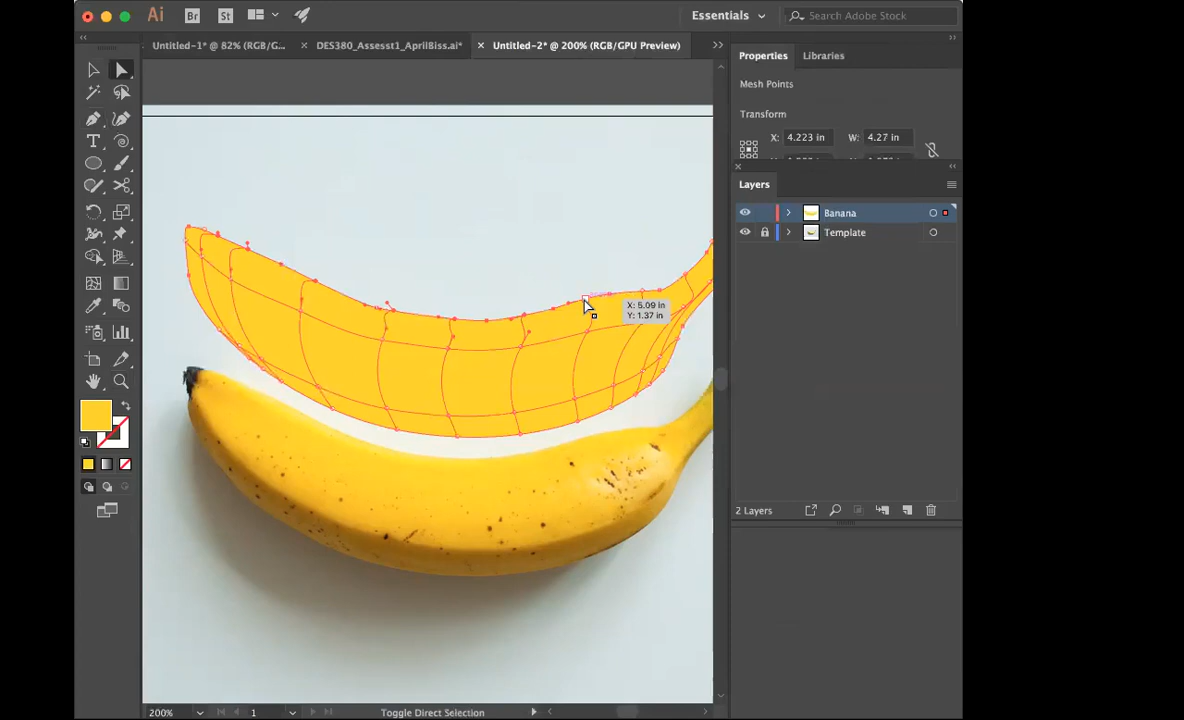 Ai Br St Essentials Search Adobe Stock
Untitled-1* @ 82% (RGB/G... DES380_Assesst1_AprilBiss.ai* Untitled-2* @ 200% (RGB/GPU Preview)
Properties Libraries
Mesh Points
Transform
X: 4.223 in W: 4.27 in
Layers
Banana
Template
X: 5.09 in
Y: 1.37 in
T
2 Layers
200% 1 Toggle Direct Selection